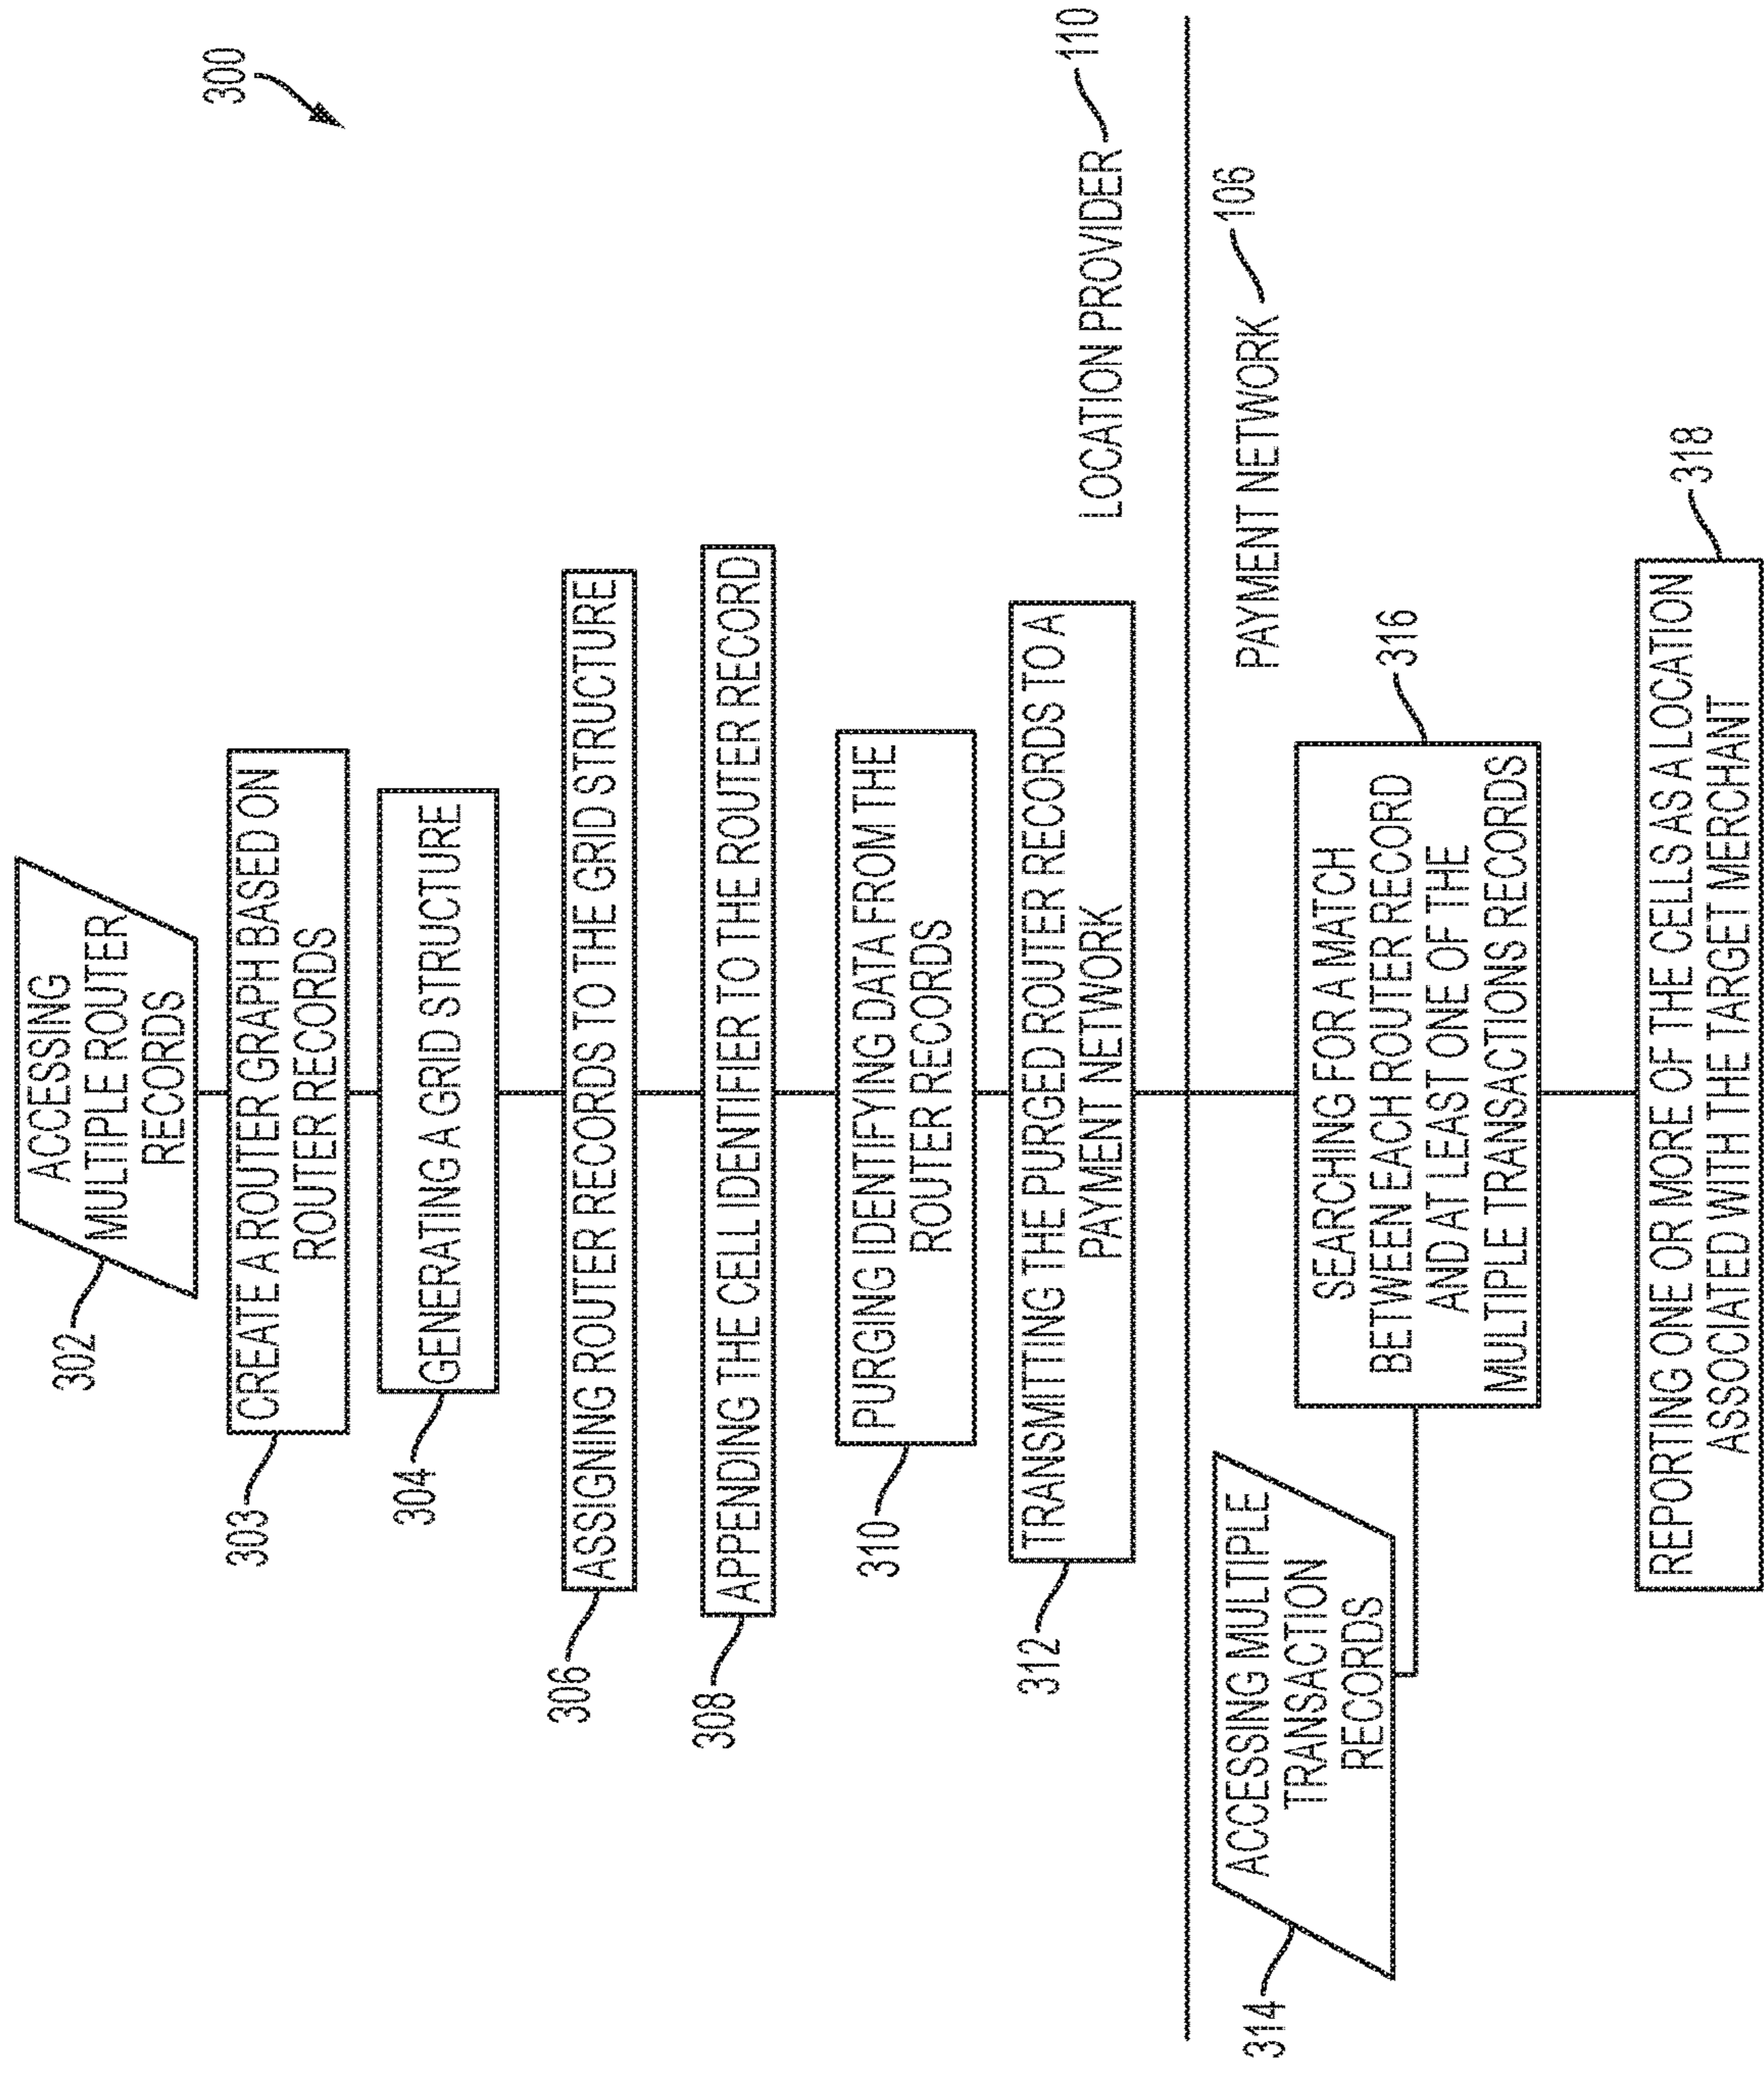 300
302
ACCESSING
MULTIPLE ROUTER
RECORDS
303
CREATE A ROUTER GRAPH BASED ON
ROUTER RECORDS
304
GENERATING A GRID STRUCTURE
306
ASSIGNING ROUTER RECORDS TO THE GRID STRUCTURE
308
APPENDING THE CELL IDENTIFIER TO THE ROUTER RECORD
310
PURGING IDENTIFYING DATA FROM THE
ROUTER RECORDS
312
TRANSMITTING THE PURGED ROUTER RECORDS TO A
PAYMENT NETWORK
LOCATION PROVIDER 110
PAYMENT NETWORK 106
314
ACCESSING MULTIPLE
TRANSACTION
RECORDS
316
SEARCHING FOR A MATCH
BETWEEN EACH ROUTER RECORD
AND AT LEAST ONE OF THE
MULTIPLE TRANSACTIONS RECORDS
318
REPORTING ONE OR MORE OF THE CELLS AS A LOCATION
ASSOCIATED WITH THE TARGET MERCHANT